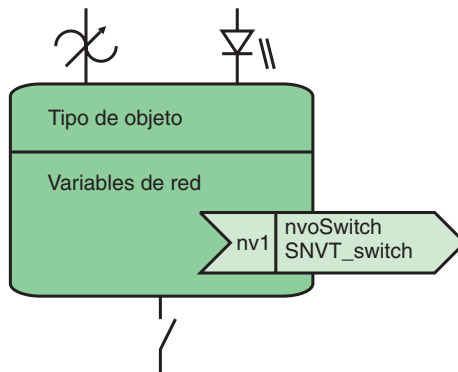 Tipo de objeto
Variables de red
nv1
nvoSwitch
SNVT_switch